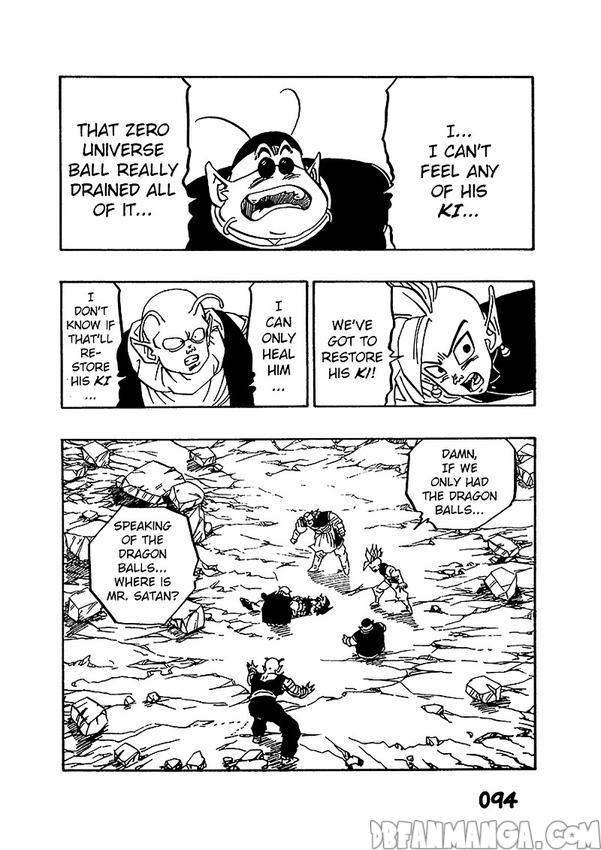 I...
I CAN'T
FEEL ANY
OF HIS
KI...
THAT ZERO
UNIVERSE
BALL REALLY
DRAINED ALL
OF IT...
WE'VE
GOT TO
RESTORE
HIS KI!
I
CAN
ONLY
HEAL
HIM
...
I
DON'T
KNOW IF
THAT'LL
RE-
STORE
HIS KI
...
DAMN,
IF WE
ONLY HAD
THE DRAGON
BALLS...
SPEAKING
OF THE
DRAGON
BALLS...
WHERE IS
MR. SATAN?
094
DBFANMANGA.COM